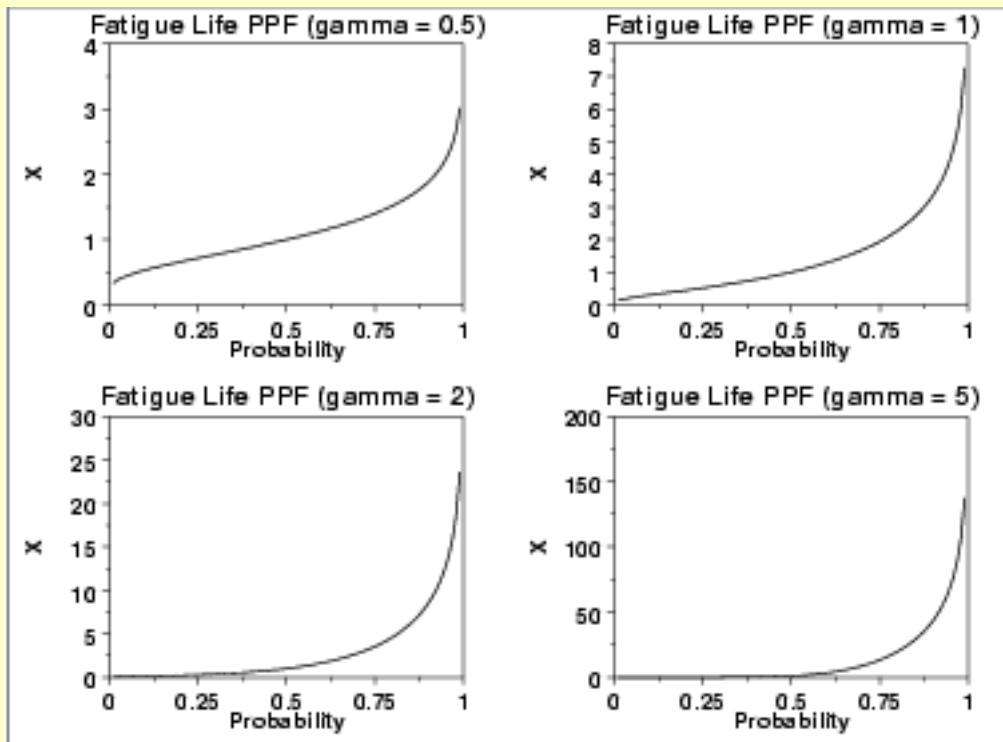 Fatigue Life PPF (gamma = 0.5)
4
3
2
1
0
X
0 0.25 0.5 0.75 1
Probability
Fatigue Life PPF (gamma = 1)
8
7
6
5
4
3
2
1
0
X
0 0.25 0.5 0.75 1
Probability
Fatigue Life PPF (gamma = 2)
30
25
20
15
10
5
0
X
0 0.25 0.5 0.75 1
Probability
Fatigue Life PPF (gamma = 5)
200
150
100
50
0
X
0 0.25 0.5 0.75 1
Probability